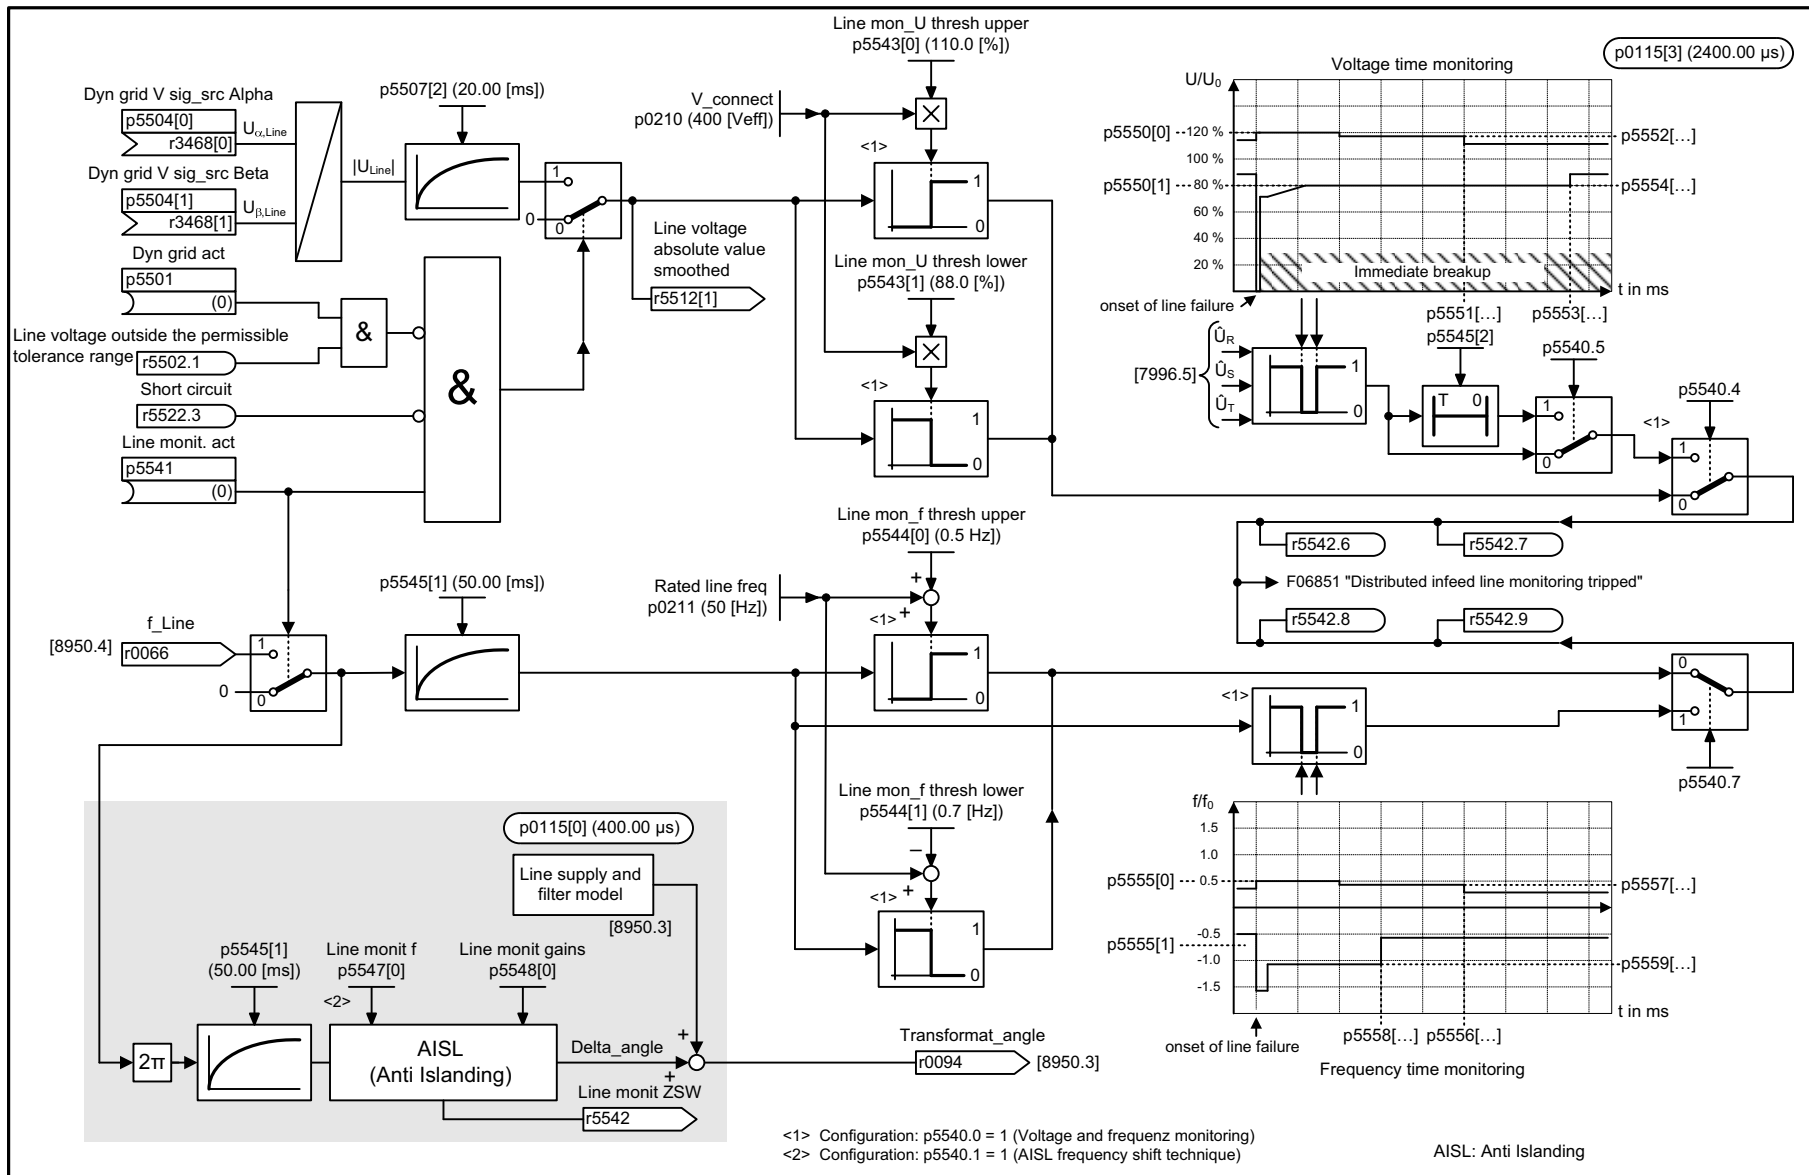 Line mon_U thresh upper
p5543[0] (110.0 [%])
p0115[3] (2400.00 µs)
Dyn grid V sig_src Alpha
p5504[0]
r3468[0]
Uα,Line
Dyn grid V sig_src Beta
p5504[1]
r3468[1]
Uβ,Line
|ULine|
p5507[2] (20.00 [ms])
1
0
0
V_connect
p0210 (400 [Veff])
×
<1>
1
0
Line voltage
absolute value
smoothed
r5512[1]
Line mon_U thresh lower
p5543[1] (88.0 [%])
×
<1>
1
0
Dyn grid act
p5501
(0)
Line voltage outside the permissible
tolerance range
r5502.1
&
Short circuit
r5522.3
&
Line monit. act
p5541
(0)
Voltage time monitoring
U/U0
p5550[0]
120 %
p5552[…]
100 %
p5550[1]
80 %
p5554[…]
60 %
40 %
20 %
Immediate breakup
t in ms
onset of line failure
p5551[…]
p5553[…]
p5545[2]
p5540.5
p5540.4
[7996.5]
ÛR
ÛS
ÛT
1
0
T 0
1
0
<1>
1
0
Line mon_f thresh upper
p5544[0] (0.5 Hz])
Rated line freq
p0211 (50 [Hz])
+
+
<1>
1
0
r5542.6
r5542.7
F06851 "Distributed infeed line monitoring tripped"
r5542.8
r5542.9
f_Line
[8950.4]
r0066
1
0
0
p5545[1] (50.00 [ms])
<1>
1
0
0
1
p5540.7
Line mon_f thresh lower
p5544[1] (0.7 [Hz])
–
+
<1>
1
0
f/f0
1.5
1.0
p5555[0]
0.5
p5557[…]
-0.5
p5555[1]
-1.0
p5559[…]
-1.5
t in ms
onset of line failure
p5558[…]
p5556[…]
Frequency time monitoring
p0115[0] (400.00 µs)
Line supply and
filter model
[8950.3]
p5545[1]
(50.00 [ms])
Line monit f
p5547[0]
<2>
Line monit gains
p5548[0]
2π
AISL
(Anti Islanding)
Delta_angle
+
+
Transformat_angle
r0094
[8950.3]
Line monit ZSW
r5542
<1> Configuration: p5540.0 = 1 (Voltage and frequenz monitoring)
<2> Configuration: p5540.1 = 1 (AISL frequency shift technique)
AISL: Anti Islanding